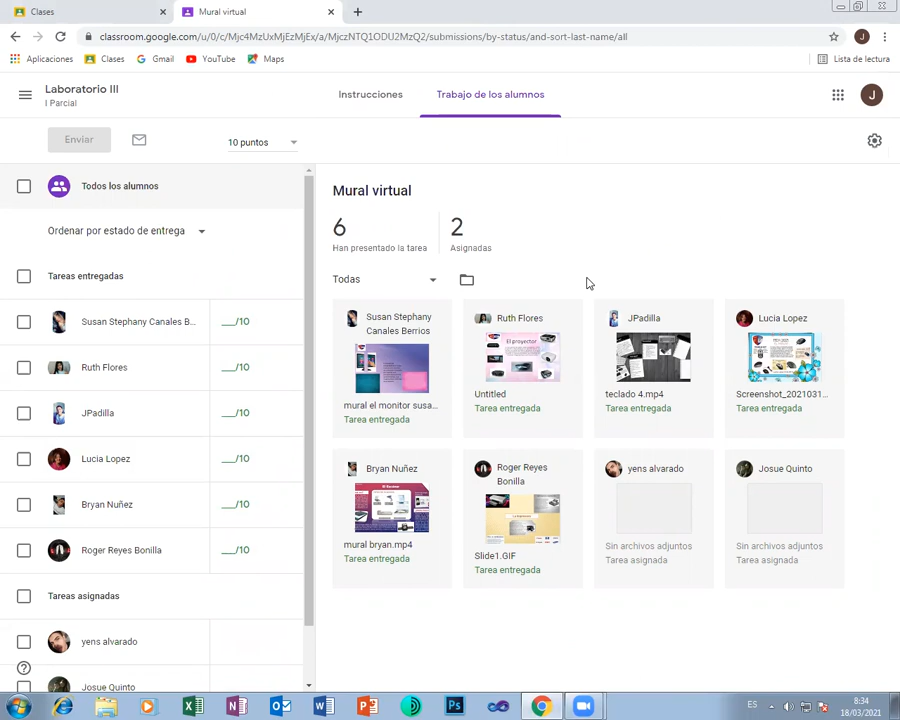 Clases
Mural virtual
classroom.google.com/u/0/c/Mjc4MzUxMjEzMjEx/a/MjczNTQ1ODU2MzQ2/submissions/by-status/and-sort-last-name/all
J
Aplicaciones
Clases
Gmail
YouTube
Maps
Lista de lectura
Laboratorio III
I Parcial
Instrucciones
Trabajo de los alumnos
J
Enviar
10 puntos
Todos los alumnos
Ordenar por estado de entrega
Tareas entregadas
Susan Stephany Canales B...
___/10
Ruth Flores
___/10
JPadilla
___/10
Lucia Lopez
___/10
Bryan Nuñez
___/10
Roger Reyes Bonilla
___/10
Tareas asignadas
yens alvarado
Josue Quinto
Mural virtual
6
Han presentado la tarea
2
Asignadas
Todas
Susan Stephany
Canales Berrios
mural el monitor susa...
Tarea entregada
Ruth Flores
El proyector
Untitled
Tarea entregada
JPadilla
teclado 4.mp4
Tarea entregada
Lucia Lopez
Screenshot_2021031...
Tarea entregada
Bryan Nuñez
mural bryan.mp4
Tarea entregada
Roger Reyes
Bonilla
Slide1.GIF
Tarea entregada
yens alvarado
Sin archivos adjuntos
Tarea asignada
Josue Quinto
Sin archivos adjuntos
Tarea asignada
ES
8:34
18/03/2021